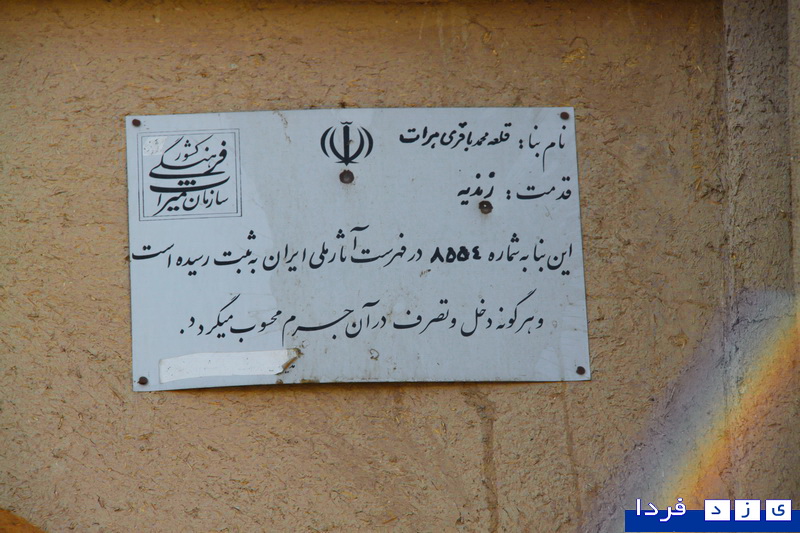 نام بنا: قلعه محمد باقری هرات
قدمت: زندیه
سازمان میراث فرهنگی کشور
این بنا به شماره ۸۵۵۴ در فهرست آثار ملی ایران به ثبت رسیده است
و هرگونه دخل و تصرف در آن جرم محسوب میگردد.
یزد فردا